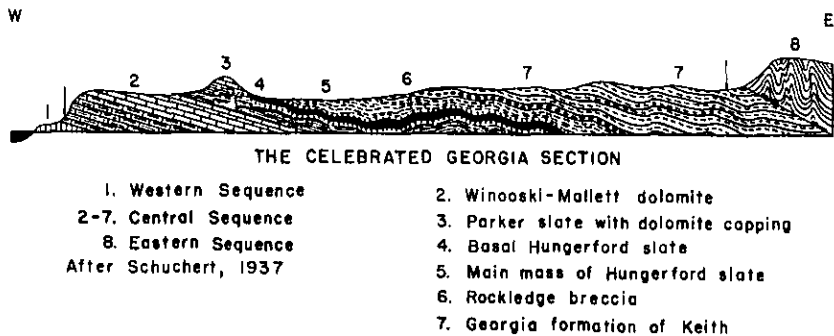 W E
1 2 3 4 5 6 7 7 8
THE CELEBRATED GEORGIA SECTION
1. Western Sequence
2-7. Central Sequence
8. Eastern Sequence
After Schuchert, 1937
2. Winooski-Mallett dolomite
3. Parker slate with dolomite capping
4. Basal Hungerford slate
5. Main mass of Hungerford slate
6. Rockledge breccia
7. Georgia formation of Keith